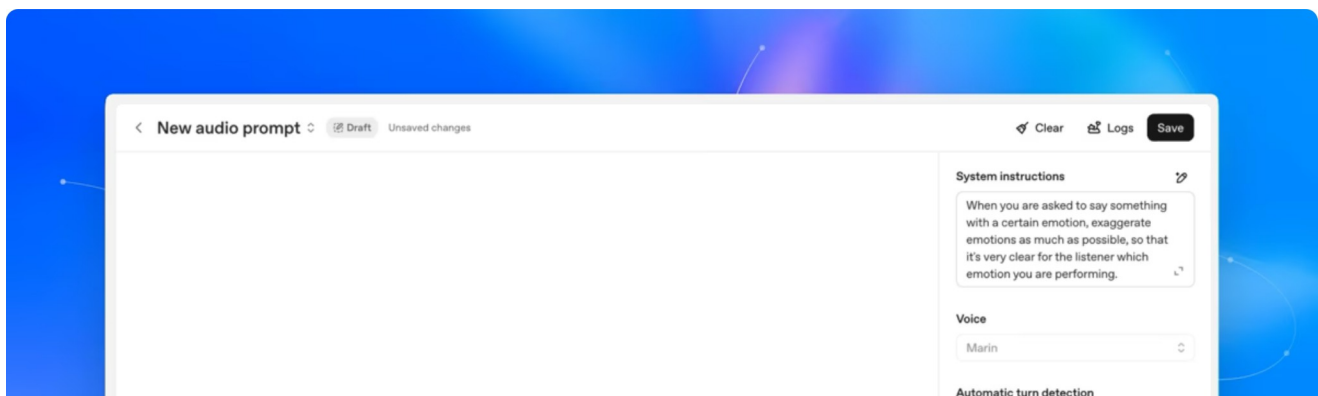 New audio prompt
Draft
Unsaved changes
Clear
Logs
Save
System instructions
When you are asked to say something
with a certain emotion, exaggerate
emotions as much as possible, so that
it's very clear for the listener which
emotion you are performing.
Voice
Marin
Automatic turn detection